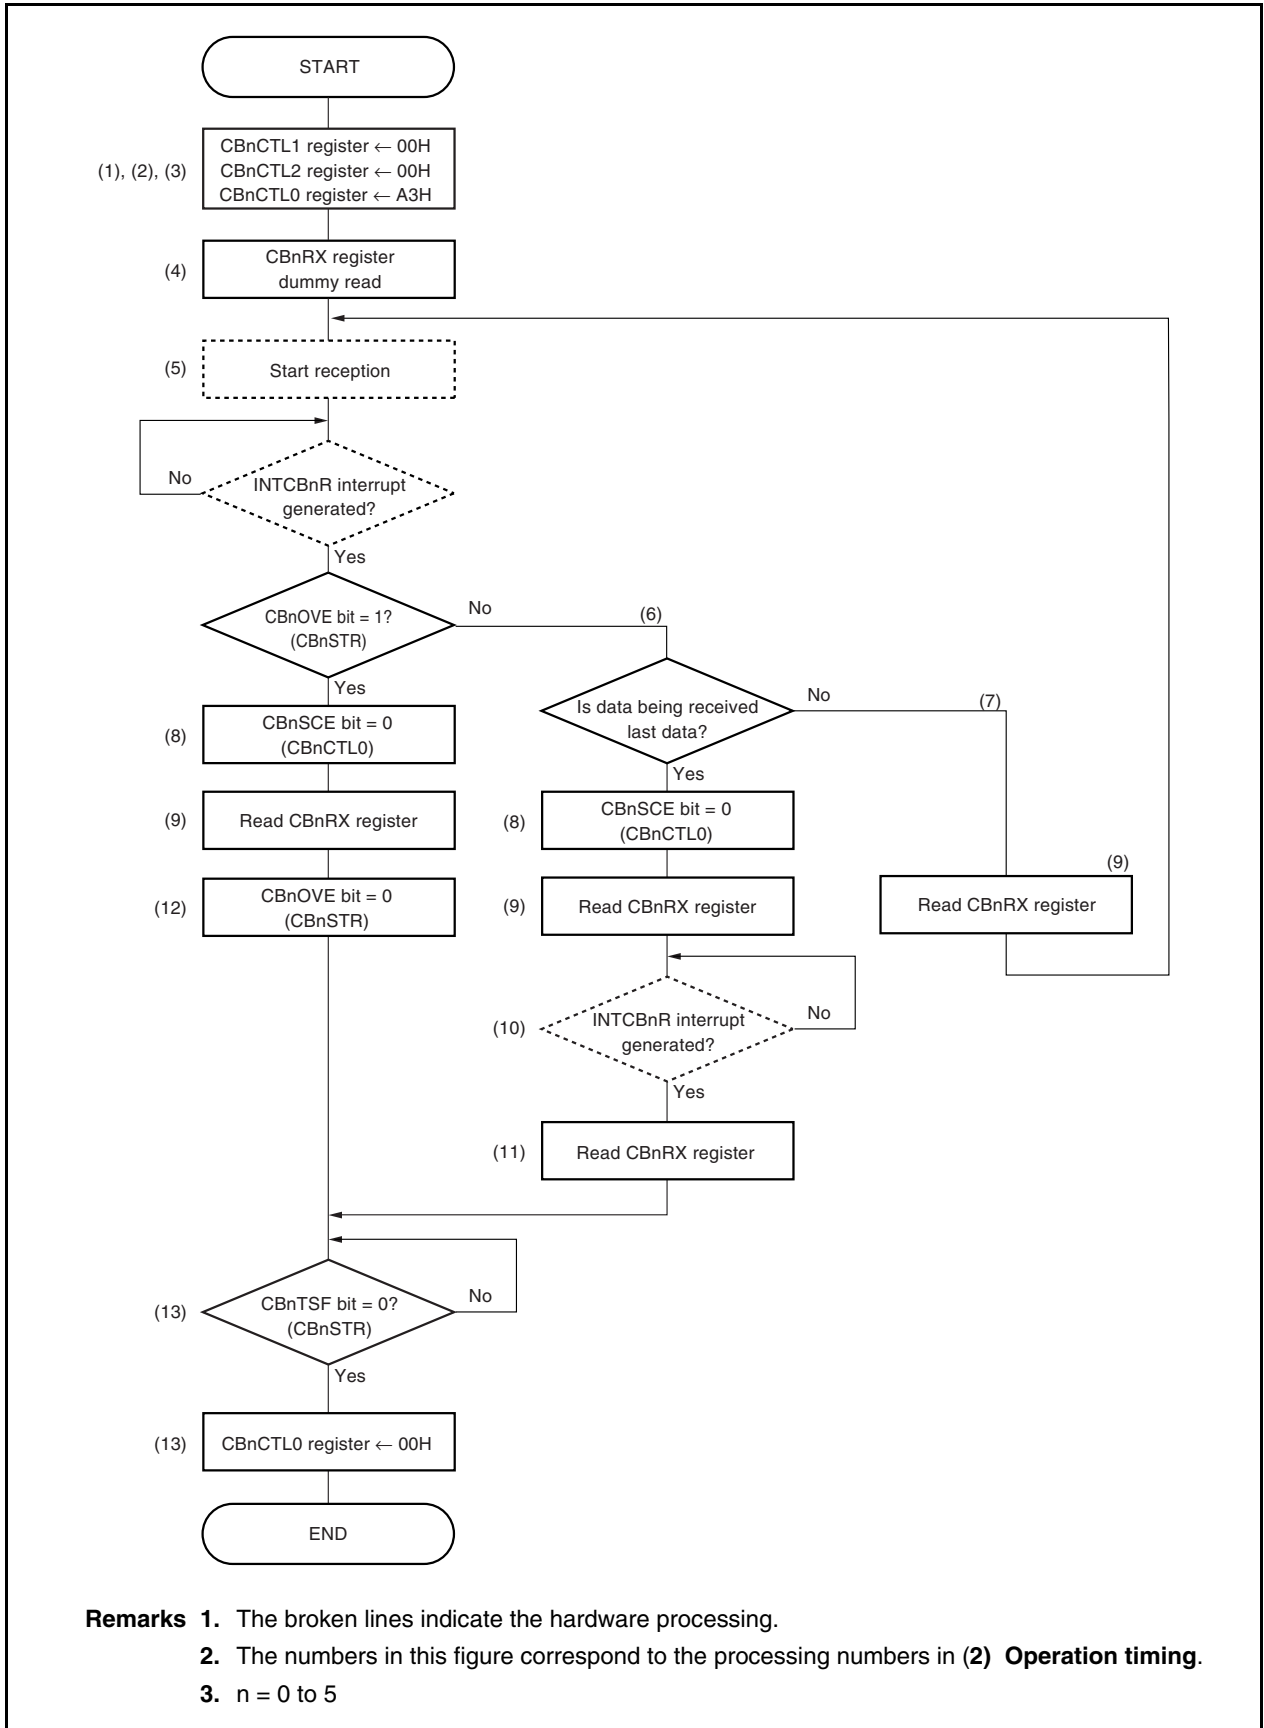 START
(1), (2), (3)
CBnCTL1 register ← 00H
CBnCTL2 register ← 00H
CBnCTL0 register ← A3H
(4)
CBnRX register
dummy read
(5)
Start reception
No
INTCBnR interrupt
generated?
Yes
CBnOVE bit = 1?
(CBnSTR)
No
(6)
Yes
Is data being received
last data?
No
(7)
Yes
(8)
CBnSCE bit = 0
(CBnCTL0)
(9)
Read CBnRX register
(8)
CBnSCE bit = 0
(CBnCTL0)
(9)
Read CBnRX register
(12)
CBnOVE bit = 0
(CBnSTR)
(9)
Read CBnRX register
(10)
INTCBnR interrupt
generated?
No
Yes
(11)
Read CBnRX register
(13)
CBnTSF bit = 0?
(CBnSTR)
No
Yes
(13)
CBnCTL0 register ← 00H
END
Remarks 1. The broken lines indicate the hardware processing.
2. The numbers in this figure correspond to the processing numbers in (2) Operation timing.
3. n = 0 to 5